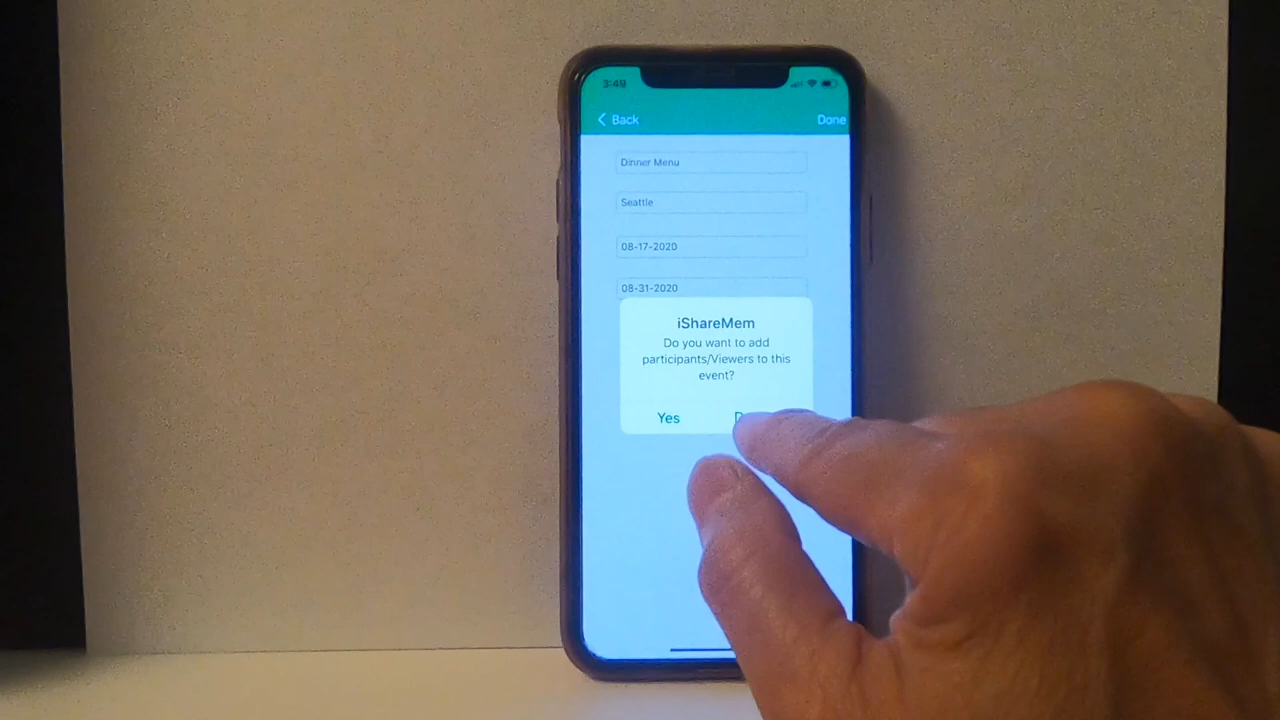 3:49
Back
Done
Dinner Menu
Seattle
08-17-2020
08-31-2020
iShareMem
Do you want to add
participants/Viewers to this
event?
Yes